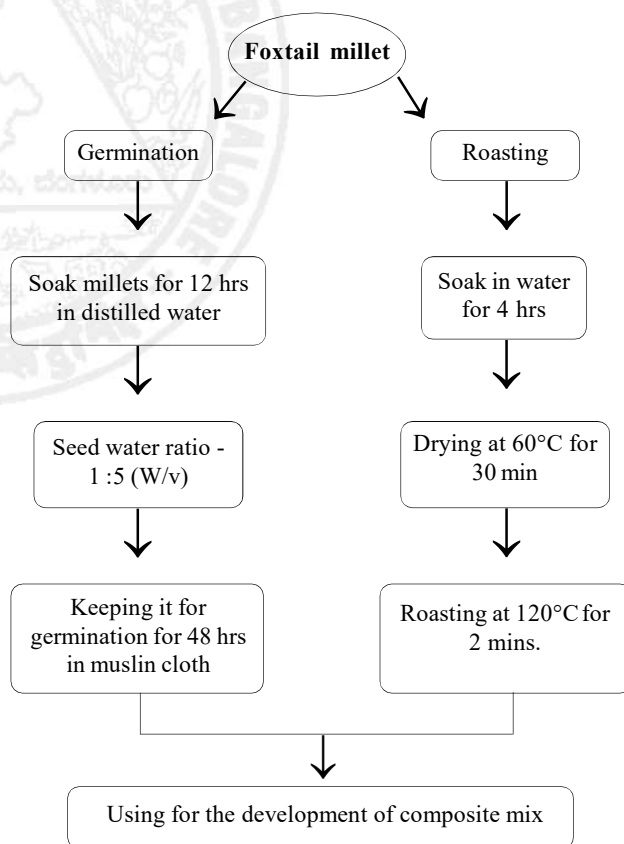 Foxtail millet
Germination
Roasting
Soak millets for 12 hrs
in distilled water
Soak in water
for 4 hrs
Seed water ratio -
1 :5 (W/v)
Drying at 60°C for
30 min
Keeping it for
germination for 48 hrs
in muslin cloth
Roasting at 120°C for
2 mins.
Using for the development of composite mix
BANGALORE